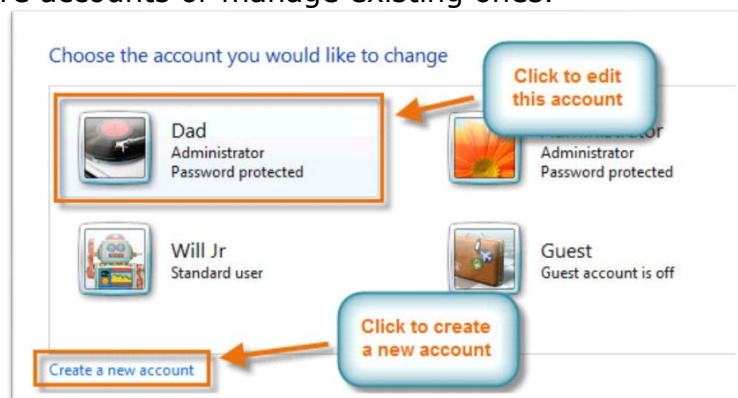 accounts or manage existing ones.
Choose the account you would like to change
Click to edit
this account
Dad
Administrator
Password protected
Administrator
Password protected
Will Jr
Standard user
Guest
Guest account is off
Click to create
a new account
Create a new account